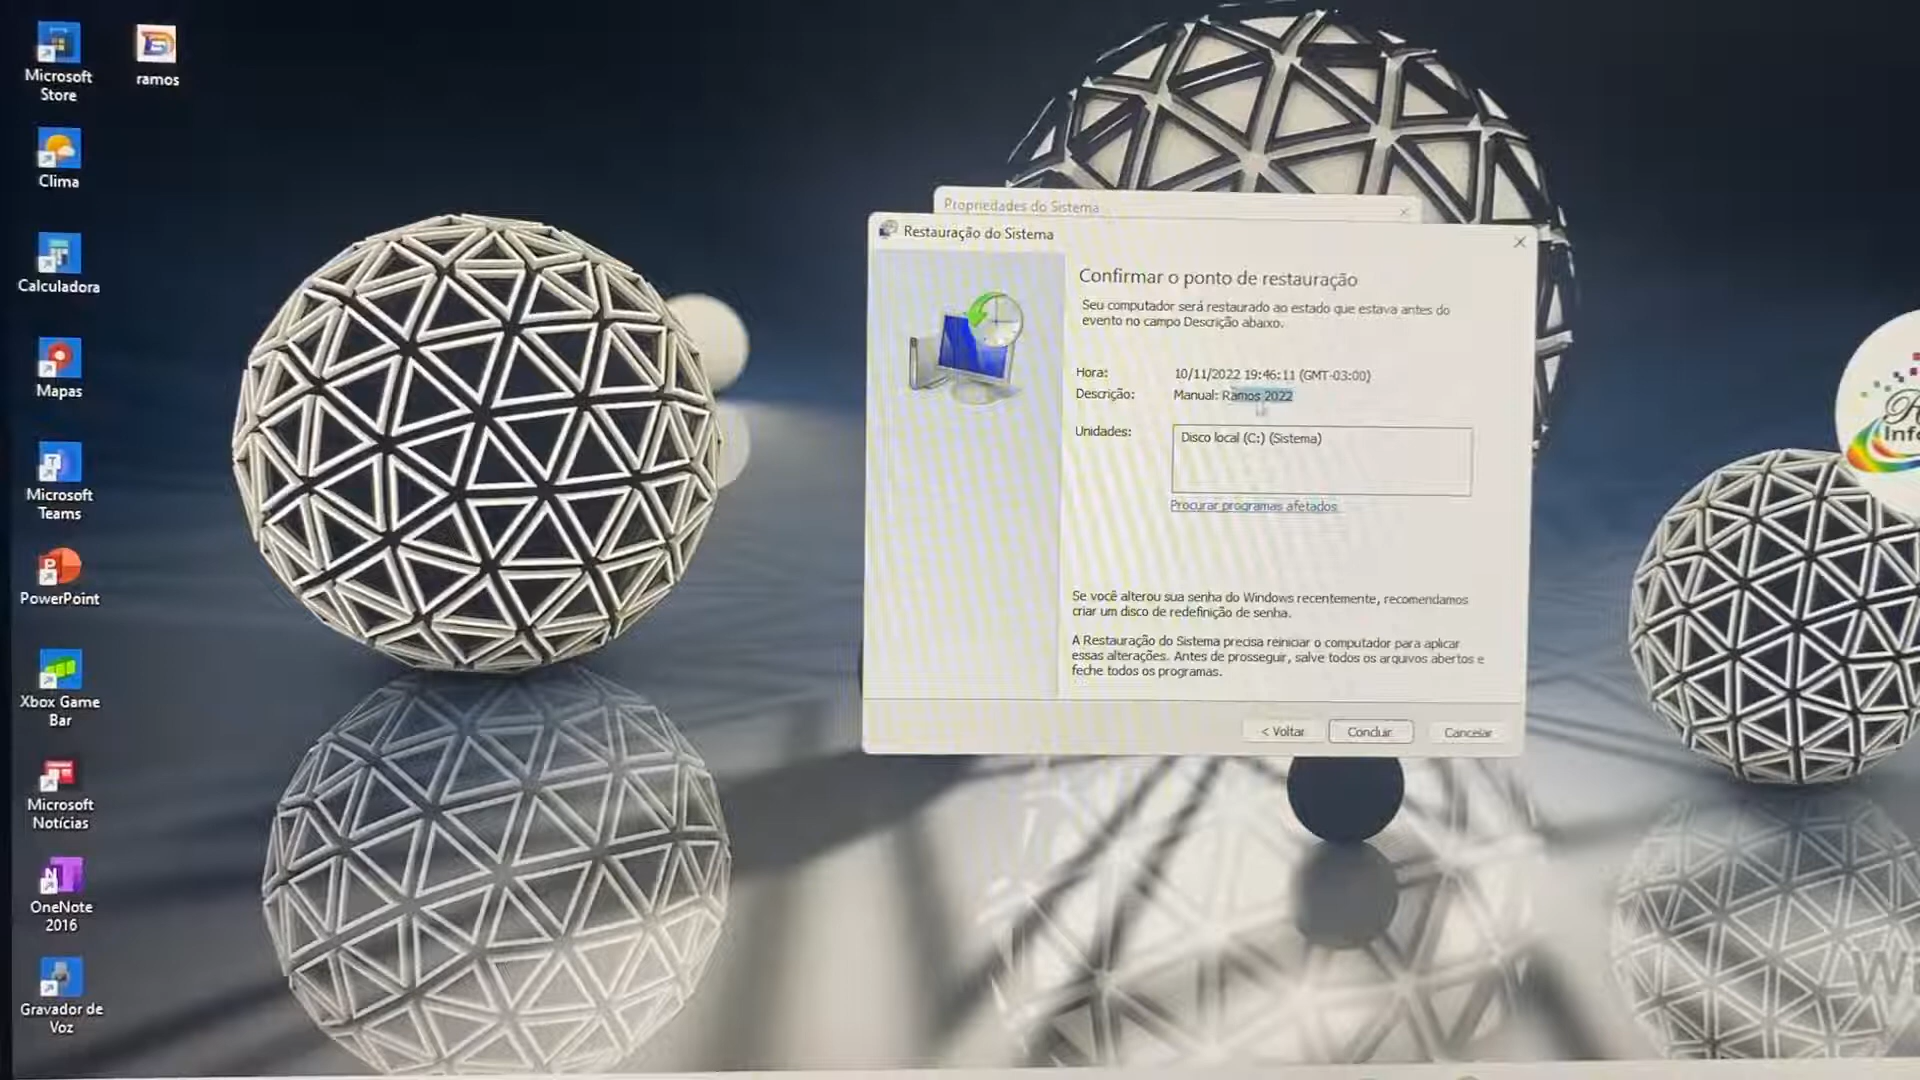 Microsoft
Store
ramos
Clima
Calculadora
Mapas
Microsoft
Teams
PowerPoint
Xbox Game
Bar
Microsoft
Notícias
OneNote
2016
Gravador de
Voz
Propriedades do Sistema
Restauração do Sistema
Confirmar o ponto de restauração
Seu computador será restaurado ao estado que estava antes do
evento no campo Descrição abaixo.
Hora: 10/11/2022 19:46:11 (GMT-03:00)
Descrição: Manual: Ramos 2022
Unidades: Disco local (C:) (Sistema)
Procurar programas afetados
Se você alterou sua senha do Windows recentemente, recomendamos
criar um disco de redefinição de senha.
A Restauração do Sistema precisa reiniciar o computador para aplicar
essas alterações. Antes de prosseguir, salve todos os arquivos abertos e
feche todos os programas.
< Voltar Concluir Cancelar